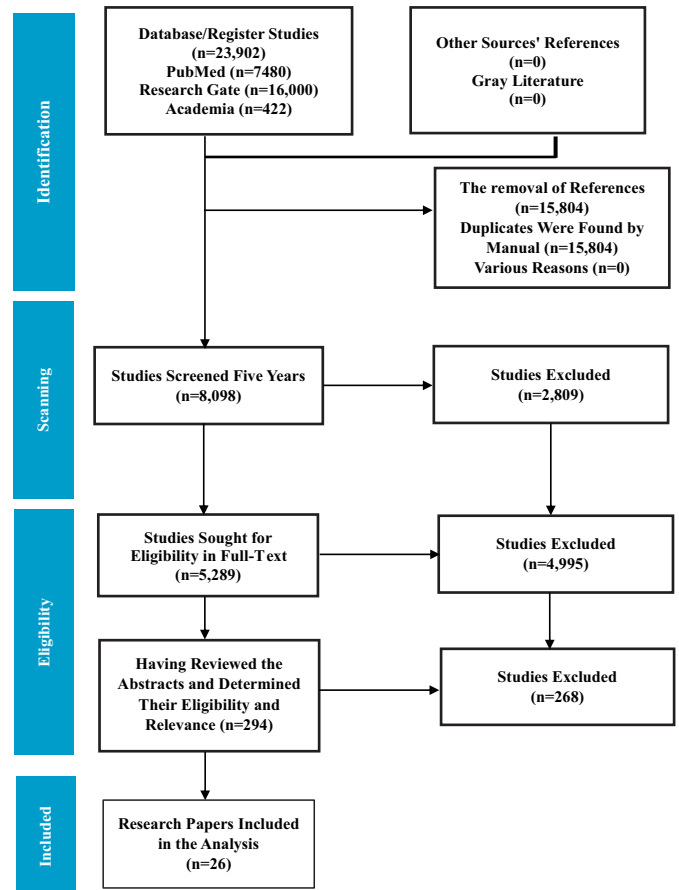 Identification
Database/Register Studies
(n=23,902)
PubMed (n=7480)
Research Gate (n=16,000)
Academia (n=422)
Other Sources' References
(n=0)
Gray Literature
(n=0)
The removal of References
(n=15,804)
Duplicates Were Found by
Manual (n=15,804)
Various Reasons (n=0)
Scanning
Studies Screened Five Years
(n=8,098)
Studies Excluded
(n=2,809)
Eligibility
Studies Sought for
Eligibility in Full-Text
(n=5,289)
Studies Excluded
(n=4,995)
Having Reviewed the
Abstracts and Determined
Their Eligibility and
Relevance (n=294)
Studies Excluded
(n=268)
Included
Research Papers Included
in the Analysis
(n=26)